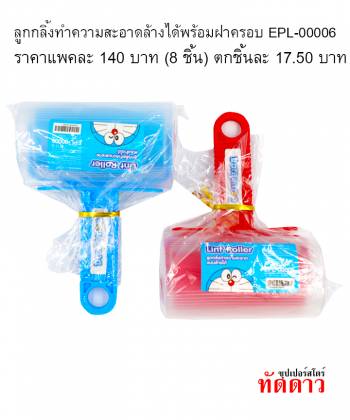 ลูกกลิ้งทำความสะอาดล้างได้พร้อมฝาครอบ EPL-00006
ราคาแพคละ 140 บาท (8 ชิ้น) ตกชิ้นละ 17.50 บาท
Lint Roller
Lint Roller
ซุปเปอร์สโตร์
ทัดดาว